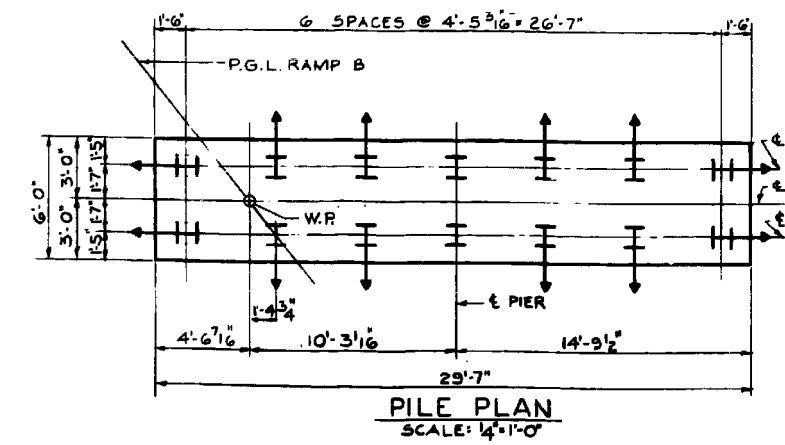 1'-6" 6 SPACES @ 4'-5 3/16" = 26'-7" 1'-6"
P.G.L. RAMP B
6'-0"
3'-0"
3'-0"
1'-5"
1'-7"
1'-7"
1'-5"
W.P.
℄
℄
℄
1'-4 3/4"
℄ PIER
4'-6 7/16" 10'-3 1/16" 14'-9 1/2"
29'-7"
PILE PLAN
SCALE: 1/4"=1'-0"